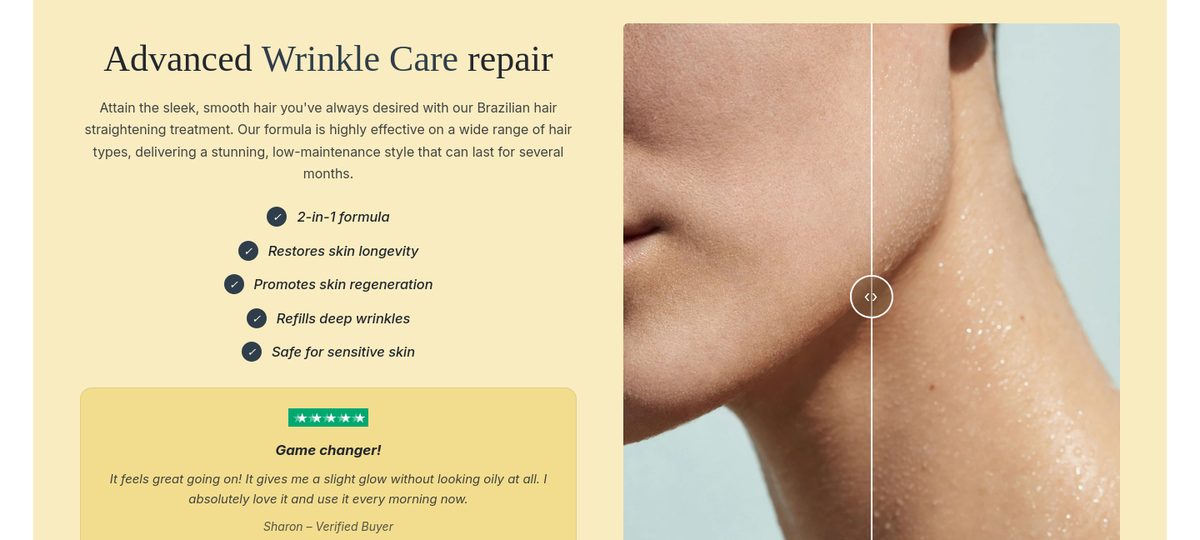 Advanced Wrinkle Care repair
Attain the sleek, smooth hair you've always desired with our Brazilian hair
straightening treatment. Our formula is highly effective on a wide range of hair
types, delivering a stunning, low-maintenance style that can last for several
months.
✓ 2-in-1 formula
✓ Restores skin longevity
✓ Promotes skin regeneration
✓ Refills deep wrinkles
✓ Safe for sensitive skin
Game changer!
It feels great going on! It gives me a slight glow without looking oily at all. I
absolutely love it and use it every morning now.
Sharon – Verified Buyer